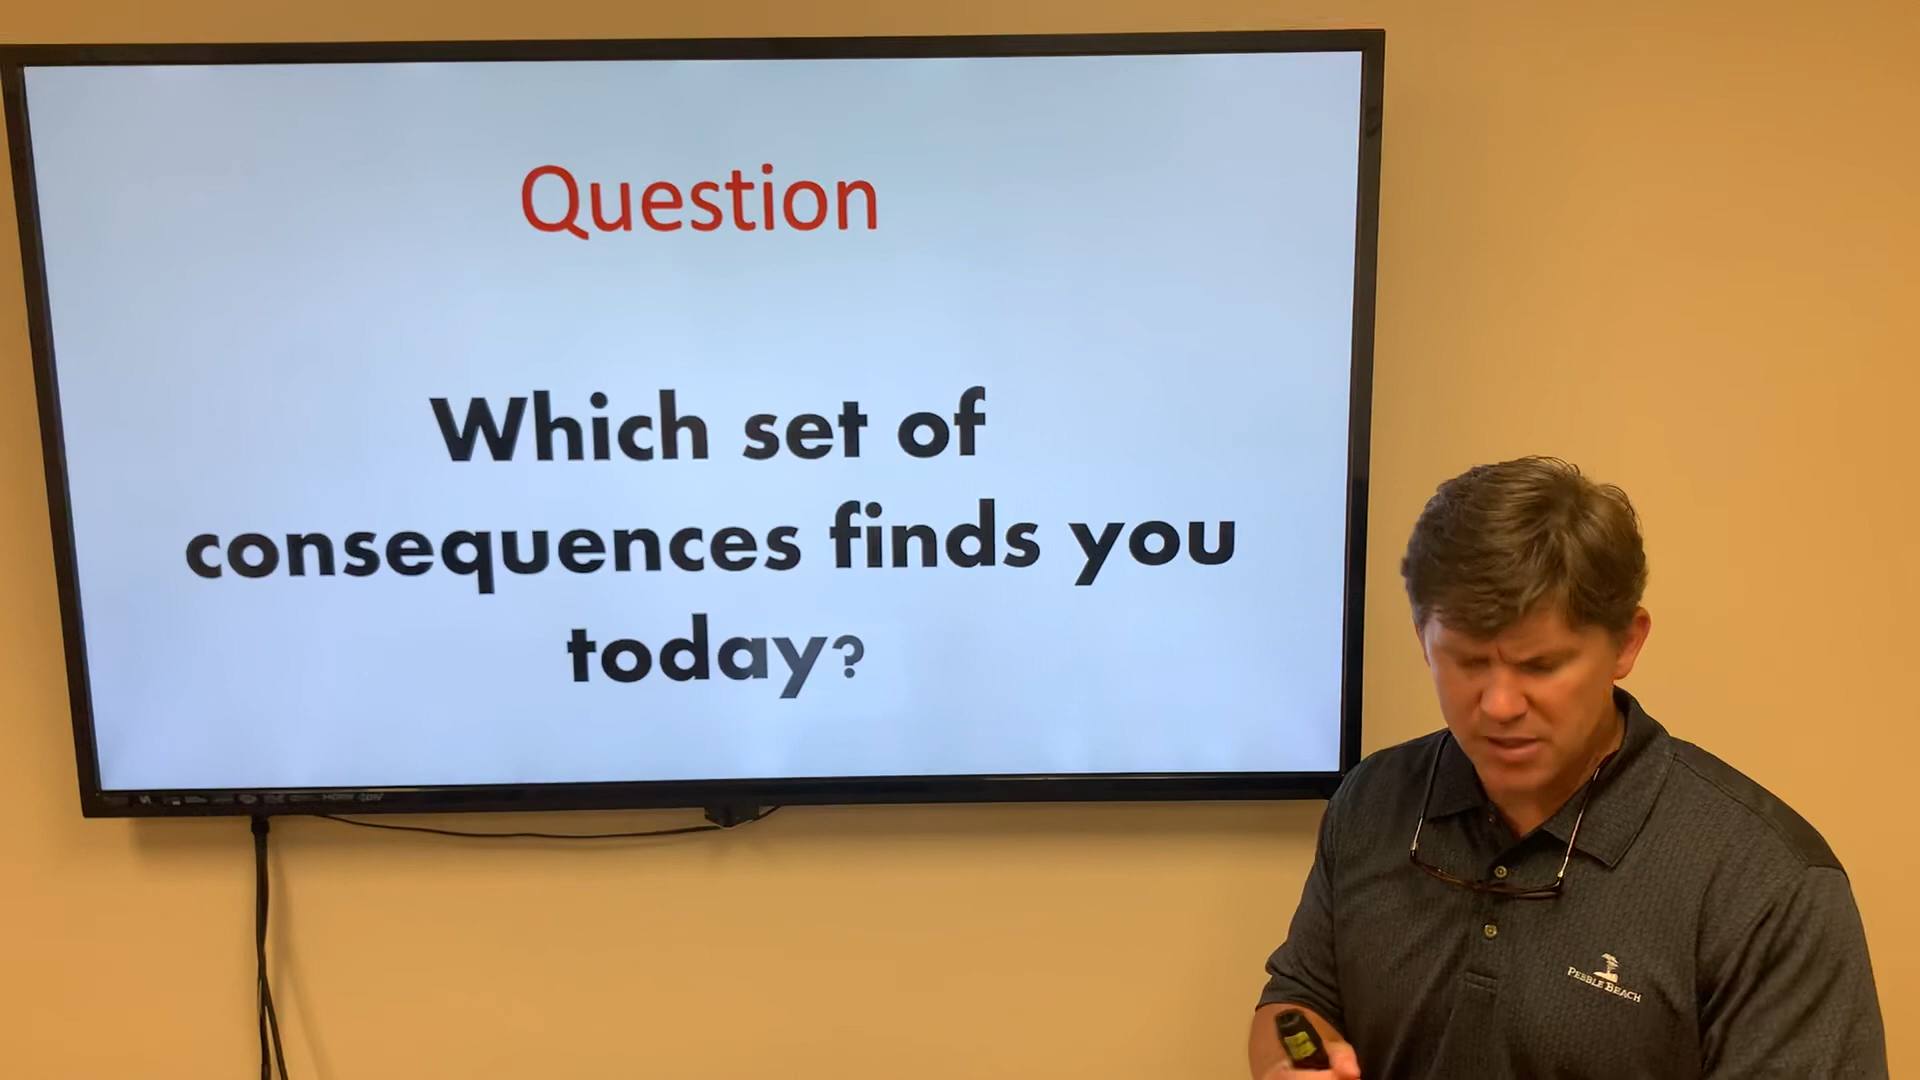 Question
Which set of
consequences finds you
today?
PEBBLE BEACH